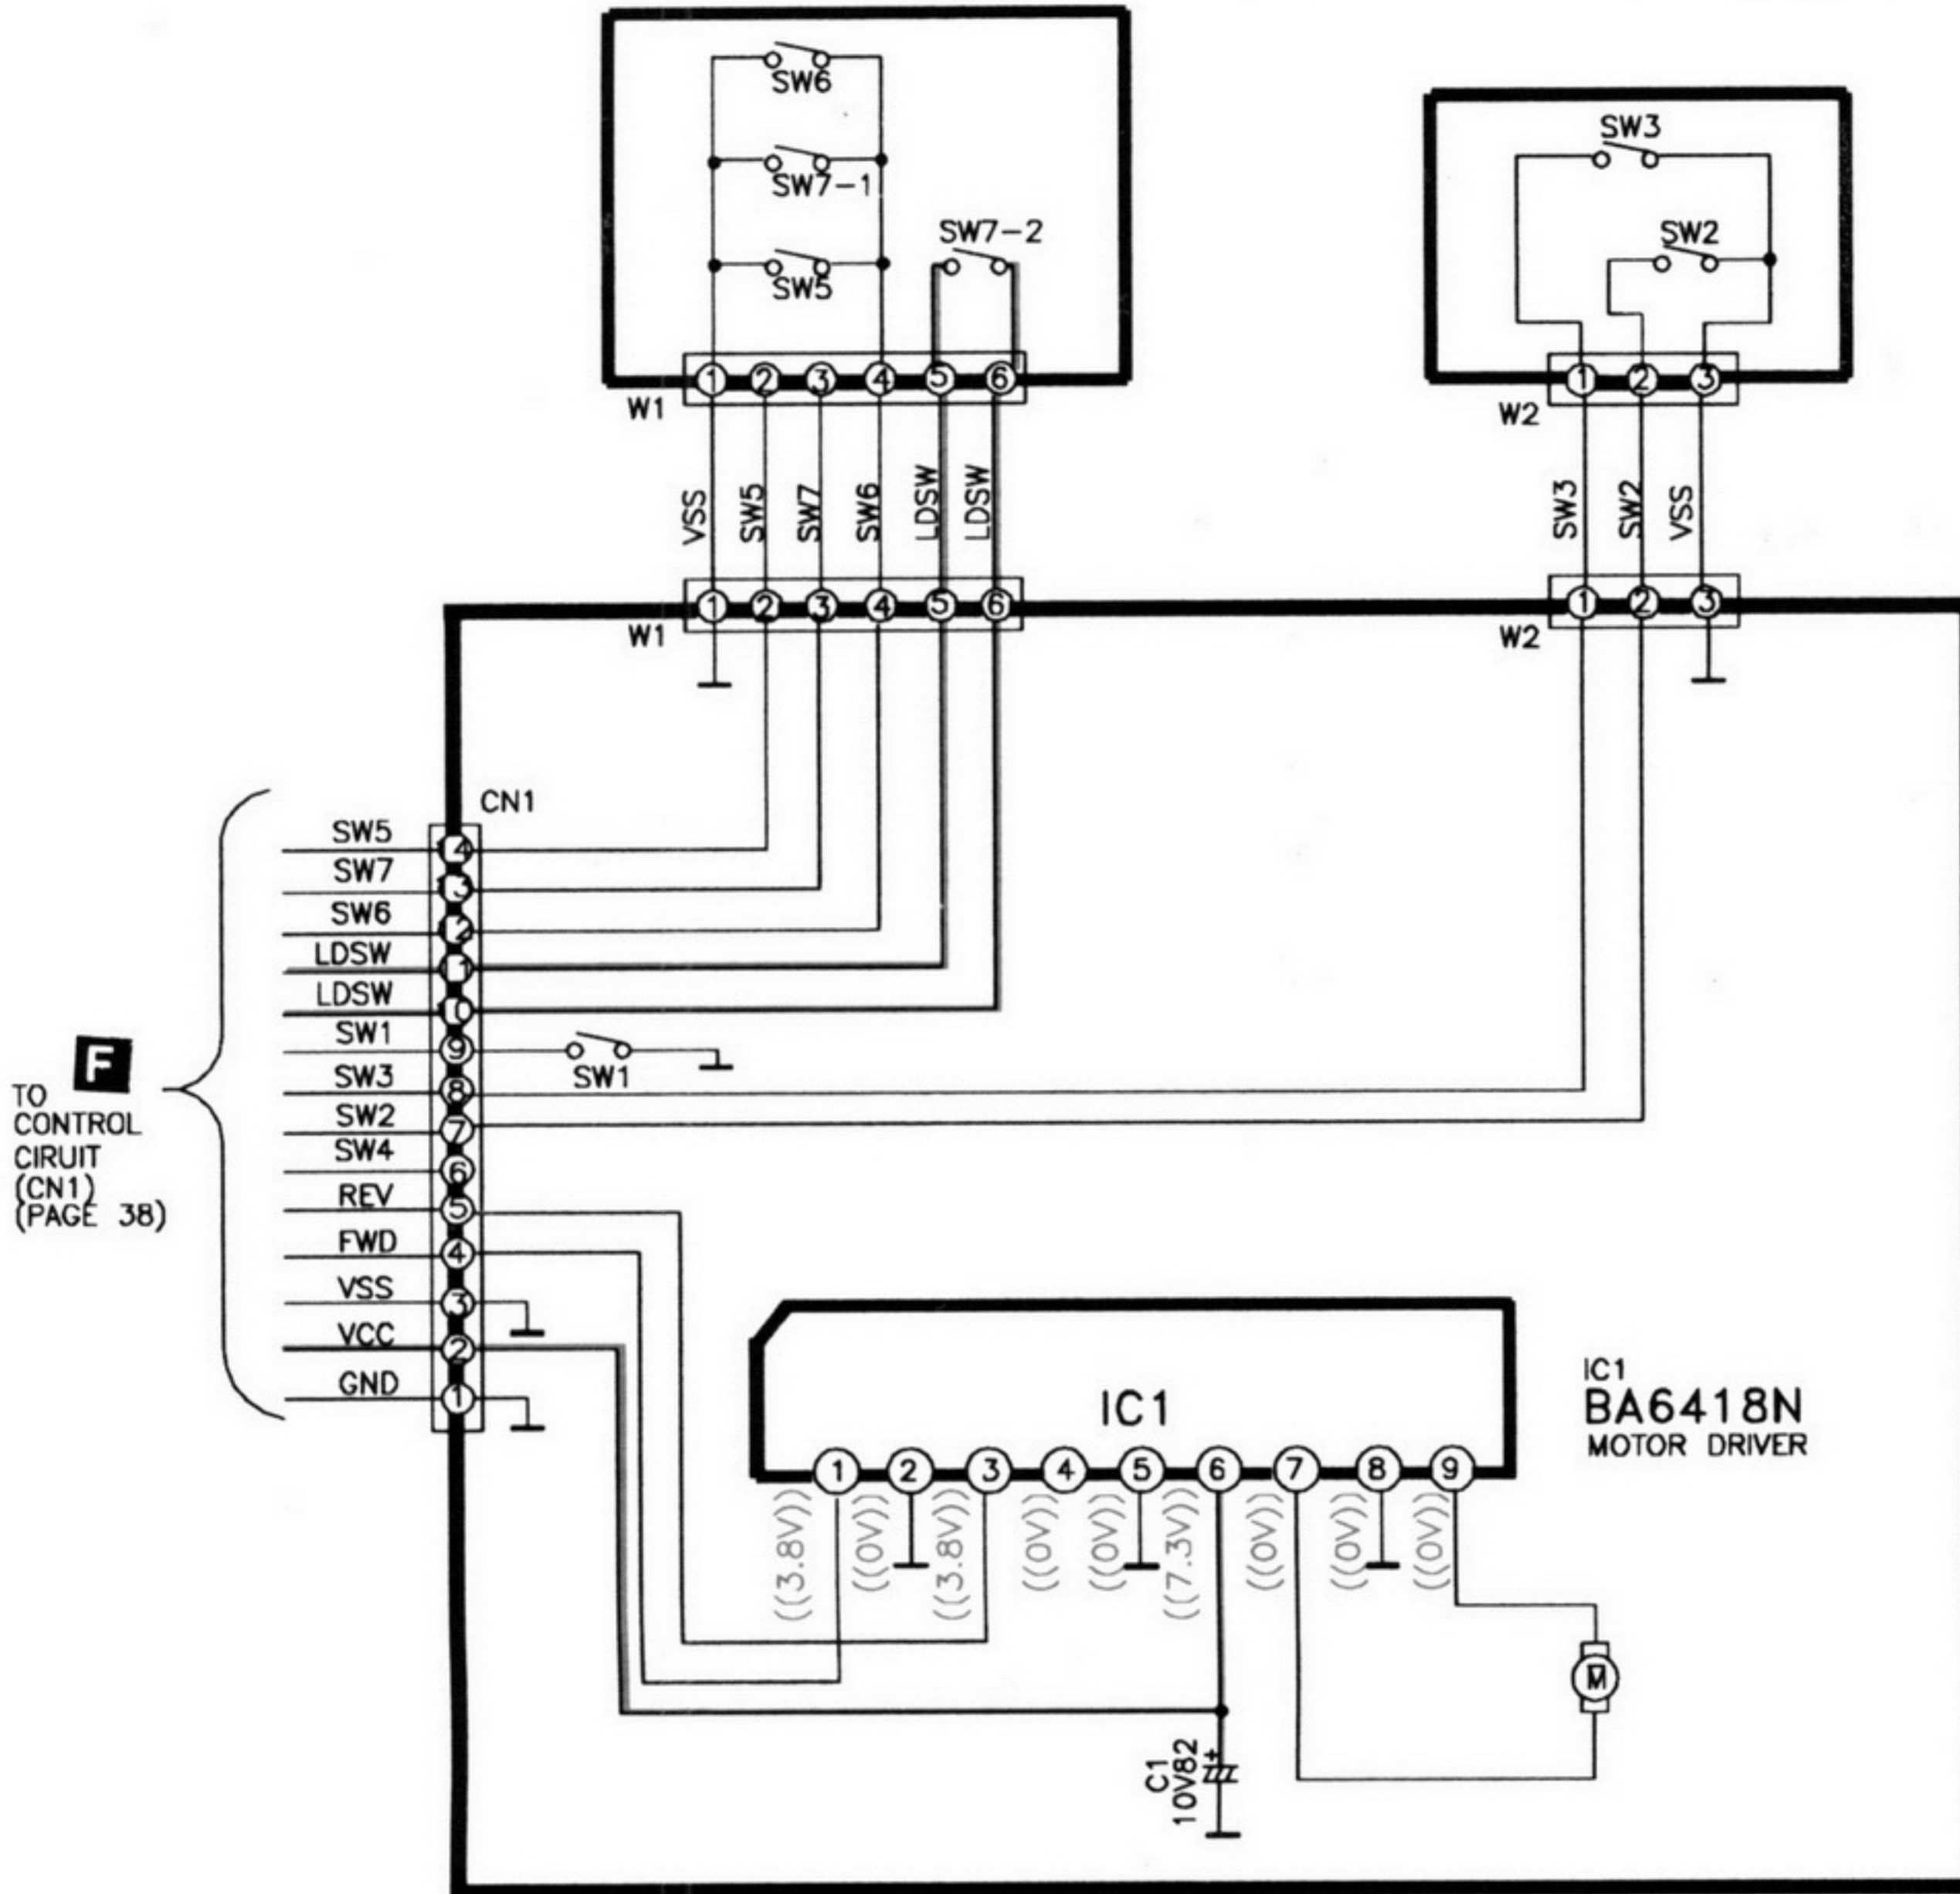 SW6
SW7-1
SW5
SW7-2
1 2 3 4 5 6
W1
SW3
SW2
1 2 3
W2
VSS
SW5
SW7
SW6
LDSW
LDSW
SW3
SW2
VSS
1 2 3 4 5 6
W1
1 2 3
W2
CN1
SW5 14
SW7 13
SW6 12
LDSW 11
LDSW 10
SW1 9
SW1
SW3 8
SW2 7
SW4 6
REV 5
FWD 4
VSS 3
VCC 2
GND 1
F
TO
CONTROL
CIRUIT
(CN1)
(PAGE 38)
IC1
1 2 3 4 5 6 7 8 9
((3.8V))
((0V))
((3.8V))
((0V))
((0V))
((7.3V))
((0V))
((0V))
((0V))
IC1
BA6418N
MOTOR DRIVER
M
C1
10V82
+